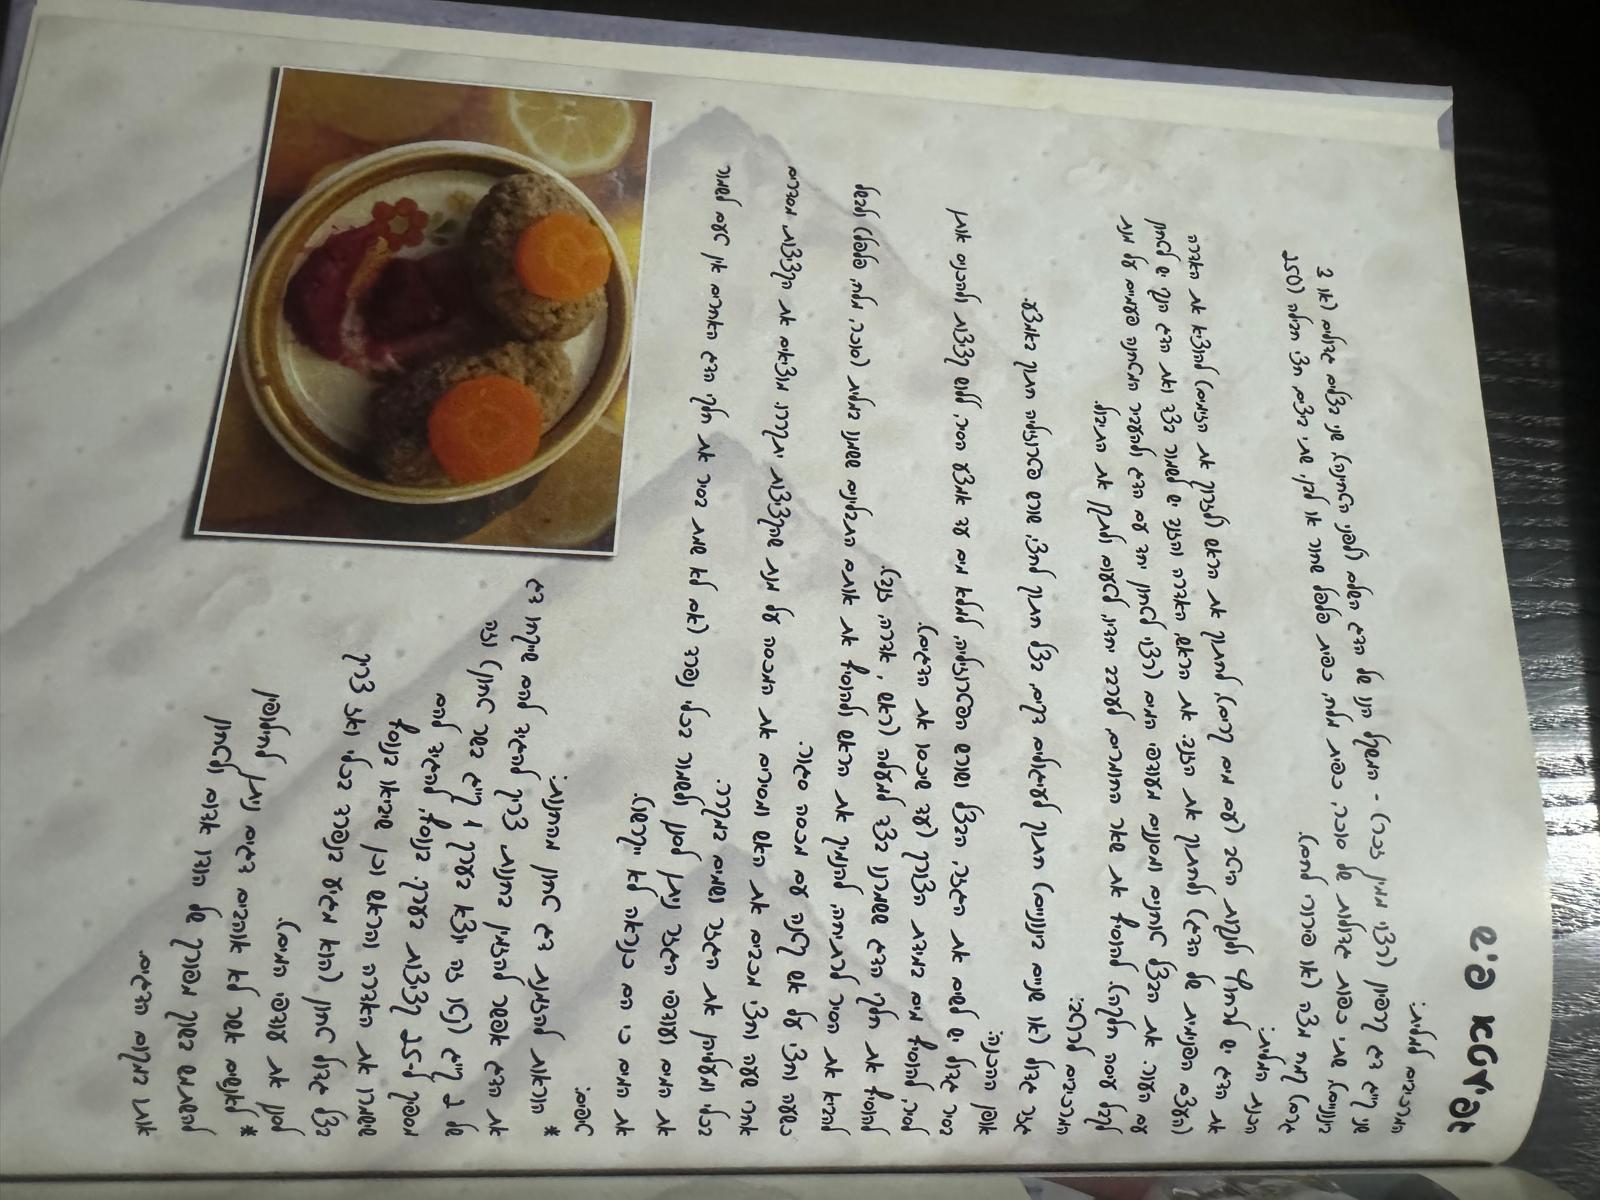 גפילטא פיש
המרכיבים למלית:
שני קייג דג קרפיון (רצוי ממין זכר) - המשקל הנו של הדג השלם (לפני הטחינה), שני בצלים גדולים (או 3
בינוניים), שתי כפות גדולות של סוכר, כפית מלח, כפית פלפל שחור או לבן, שתי ביצים, חצי חבילה (250
גרם) קמח מצה (או פירורי לחם).
הכנת המלית:
את הדג יש לרחוץ ולנקות היטב (עם מים קרים), לחתוך את הראש (לזרוק את הזימים) להוציא את האדרה
(העצם הפנימית של הדג) ולחתוך את הזנב. את הראש, האדרה והזנב יש לשמור בצד ואת הדג הנקי יש לטחון
עם העור. את הבצל טוחנים ומסננים מעודפי המים (רצוי לטחון יחד עם הדג ולהעביר המטחנה פעמיים על מנת
לקבל עיסה חלקה). להוסיף את שאר החומרים, לערבב יחדיו, לטעום ולתקן את התיבול.
המרכיבים לרוטב:
גזר גדול (או שניים בינוניים) חתוך לעיגולים דקים, בצל חתוך לחצי, שורש פטרוזיליה חתוך באמצע.
אופן ההכנה:
בסיר גדול יש לשים את הגזר, הבצל ושורש הפטרוזיליה, למלא מים עד אמצע הסיר, ללוש קציצות ולהכניס אותן
לסיר, להוסיף מים במידת הצורך (עד שיכסו את הדגים).
להוסיף את חלקי הדג ששמרנו בצד למעלה (ראש, אדרה, זנב).
להביא את הסיר לרתיחה, להנמיך את הראש ולהוסיף את אותם התבלינים ששמנו במלית (סוכר, מלח, פלפל) ולבשל
כשעה וחצי על אש קטנה עם מכסה סגור.
אחרי שעה וחצי מכבים את האש ומסירים את המכסה על מנת שהקציצות יתקררו. מוציאים את הקציצות, מסדרים
בכלי ומעליהן את הגזר ושמים במקרר.
את המים ועודפי הגזר ניתן לסנן ולשמור בכלי נפרד (אם לא שמת בסיר את חלקי הדג האחרים אין טעם לשמור
את המים כי הם כנראה לא ייקרשו).
טיפים:
* הוראות להזמנת דג טחון מהחנות:
את הדג אפשר להזמין בחנות. צריך להגיד להם שייקחו דג
של 2 קייג (נטו זה יוצא בערך 1 קייג בשר טחון) וזה
מספיק ל-25 קציצות בערך. בנוסף, להגיד להם
שישמרו את האדרה והראש וכן שיביאו בנוסף
בצל גדול טחון (הוא מגיע בנפרד בכלי ואז צריך
לסנן את עודפי המים).
* לאנשים אשר לא אוהבים דגים ניתן לחילופין
להשתמש בשוק מפורק של הודו אדום ולטחון
אותו במקום הדגים.